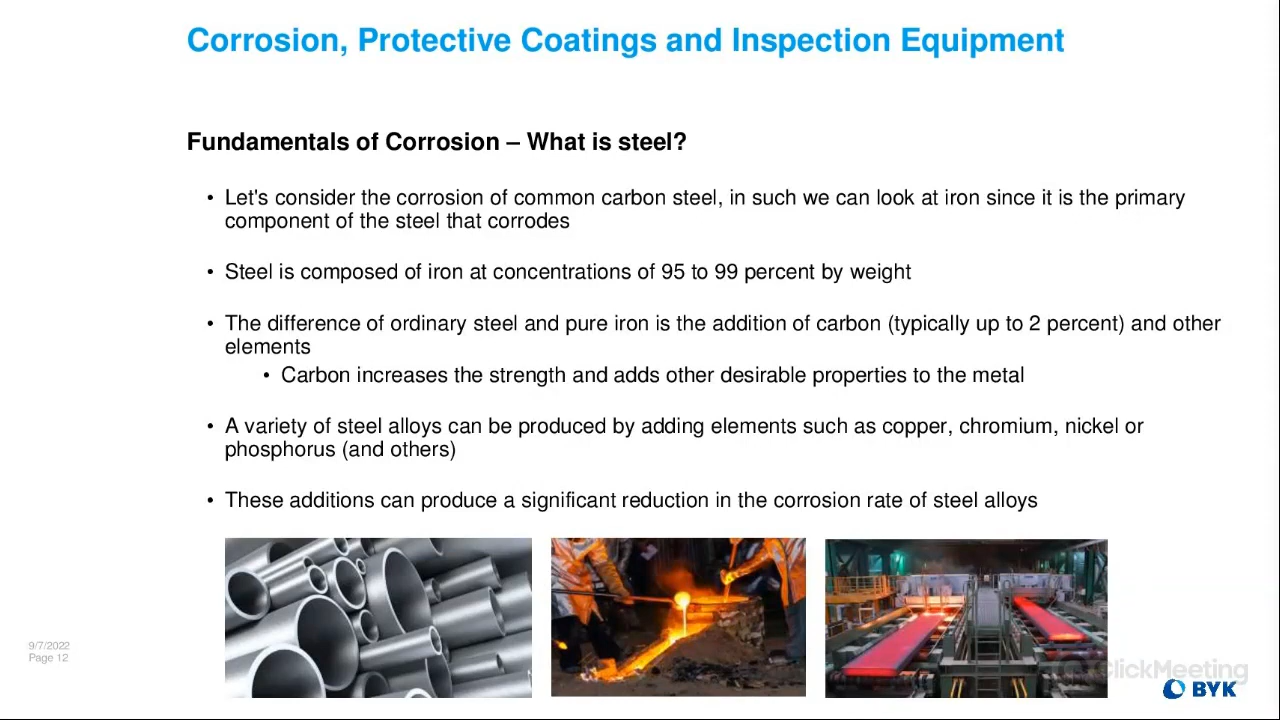 Corrosion, Protective Coatings and Inspection Equipment
Fundamentals of Corrosion – What is steel?
• Let's consider the corrosion of common carbon steel, in such we can look at iron since it is the primary
component of the steel that corrodes
• Steel is composed of iron at concentrations of 95 to 99 percent by weight
• The difference of ordinary steel and pure iron is the addition of carbon (typically up to 2 percent) and other
elements
• Carbon increases the strength and adds other desirable properties to the metal
• A variety of steel alloys can be produced by adding elements such as copper, chromium, nickel or
phosphorus (and others)
• These additions can produce a significant reduction in the corrosion rate of steel alloys
9/7/2022
Page 12
ClickMeeting
BYK